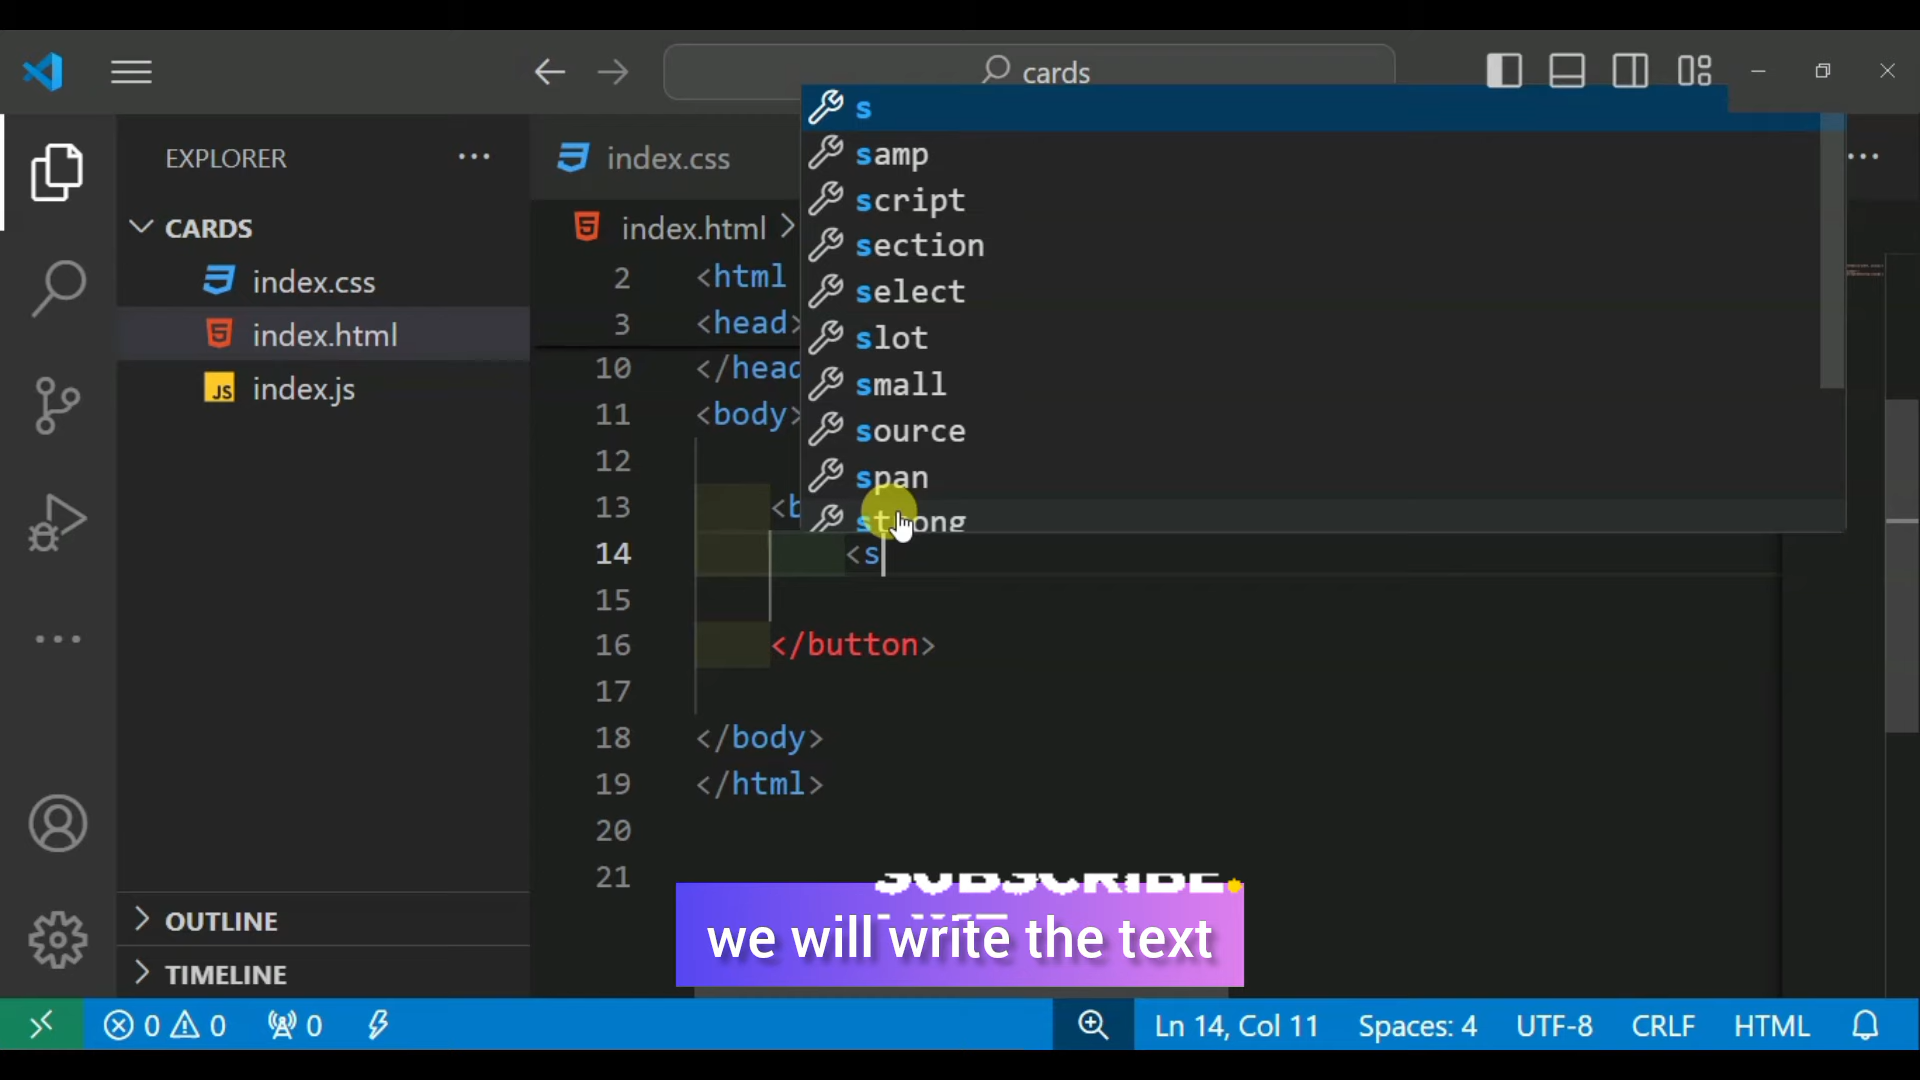 cards
EXPLORER
CARDS
index.css
index.html
JS index.js
OUTLINE
TIMELINE
index.css
index.html >
s
samp
script
section
select
slot
small
source
span
strong
2 <html
3 <head>
10 </head
11 <body>
12
13 <b
14 <s
15
16 </button>
17
18 </body>
19 </html>
20
21
SUBSCRIBE
we will write the text
0 0 0
Ln 14, Col 11 Spaces: 4 UTF-8 CRLF HTML